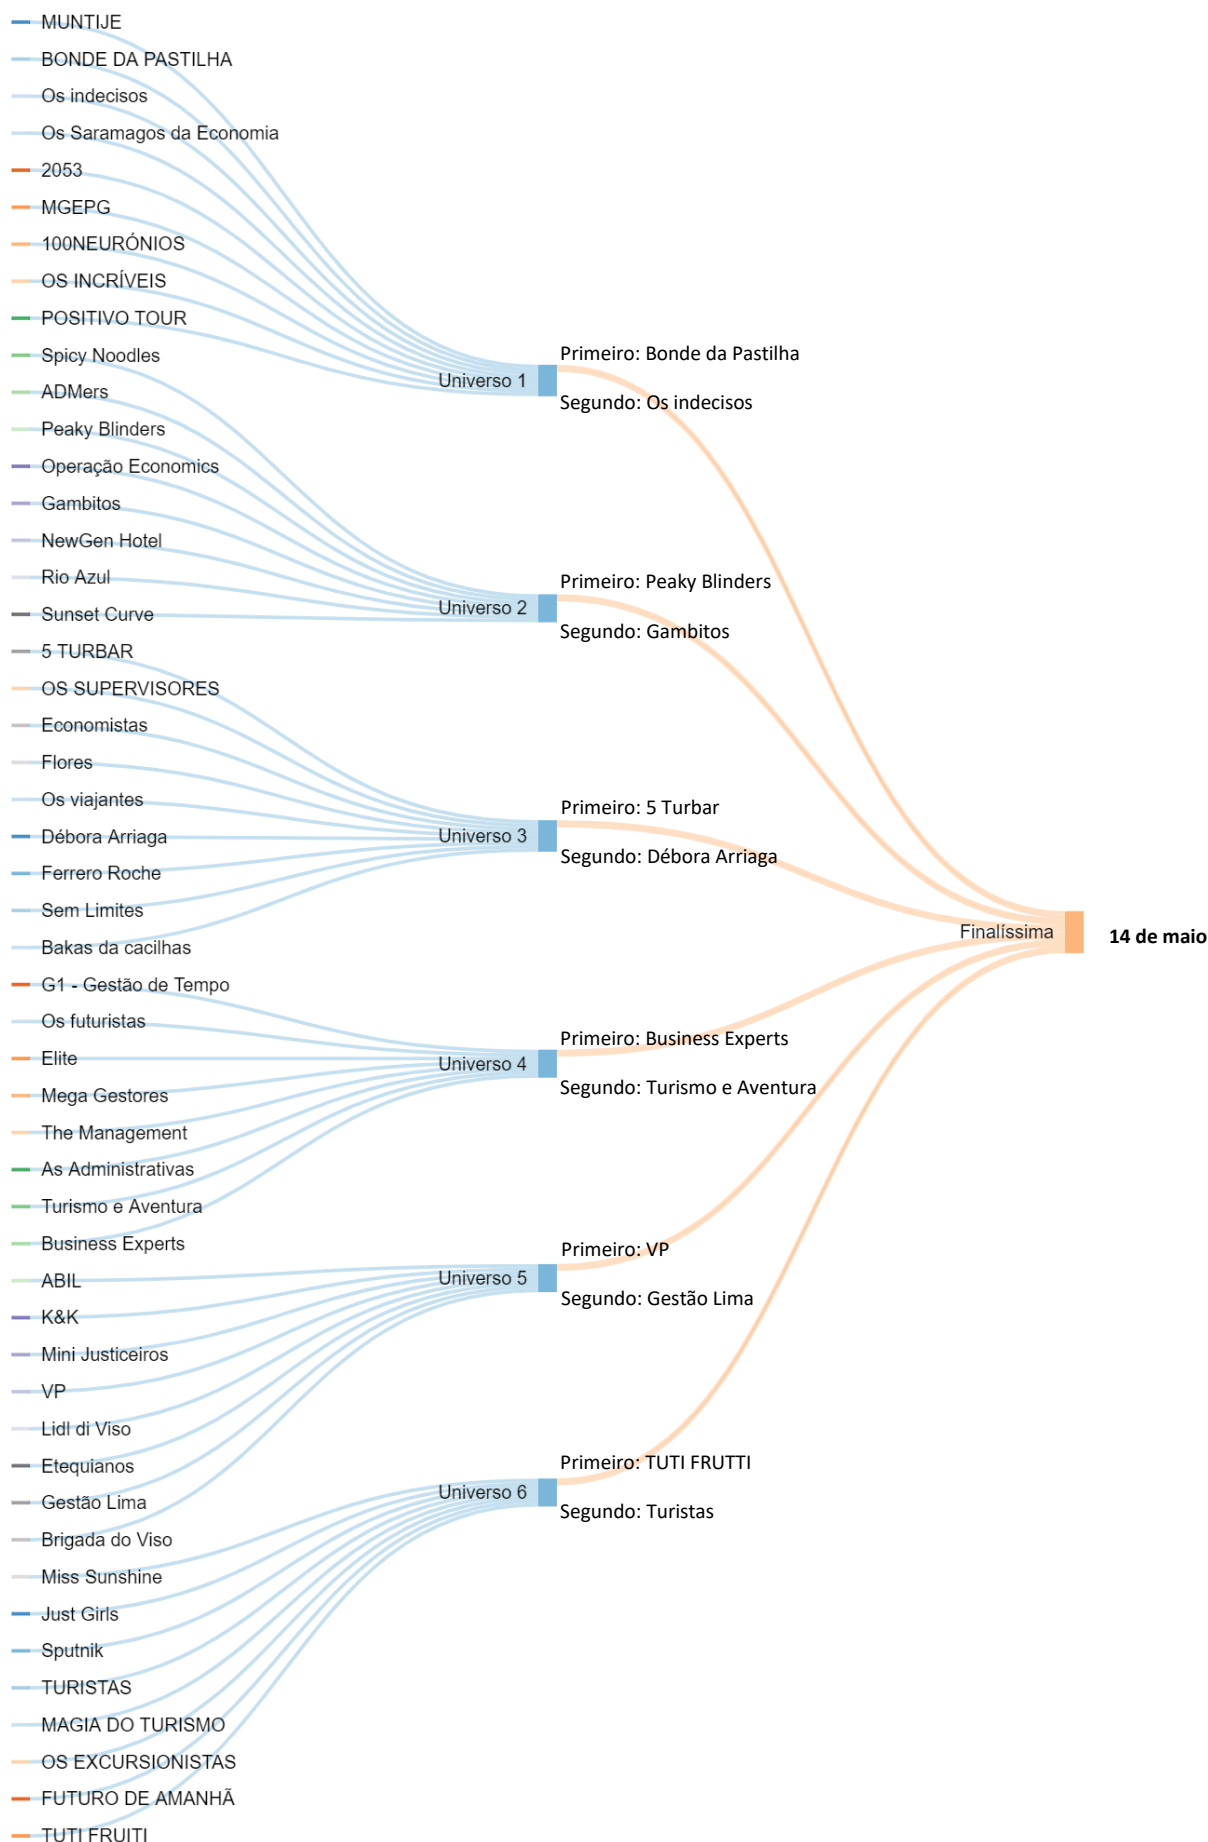 MUNTIJE
BONDE DA PASTILHA
Os indecisos
Os Saramagos da Economia
2053
MGEPG
100NEURÓNIOS
OS INCRÍVEIS
POSITIVO TOUR
Spicy Noodles
ADMers
Peaky Blinders
Operação Economics
Gambitos
NewGen Hotel
Rio Azul
Sunset Curve
5 TURBAR
OS SUPERVISORES
Economistas
Flores
Os viajantes
Débora Arriaga
Ferrero Roche
Sem Limites
Bakas da cacilhas
G1 - Gestão de Tempo
Os futuristas
Elite
Mega Gestores
The Management
As Administrativas
Turismo e Aventura
Business Experts
ABIL
K&K
Mini Justiceiros
VP
Lidl di Viso
Etequianos
Gestão Lima
Brigada do Viso
Miss Sunshine
Just Girls
Sputnik
TURISTAS
MAGIA DO TURISMO
OS EXCURSIONISTAS
FUTURO DE AMANHÃ
TUTI FRUITI
Universo 1
Primeiro: Bonde da Pastilha
Segundo: Os indecisos
Universo 2
Primeiro: Peaky Blinders
Segundo: Gambitos
Universo 3
Primeiro: 5 Turbar
Segundo: Débora Arriaga
Universo 4
Primeiro: Business Experts
Segundo: Turismo e Aventura
Universo 5
Primeiro: VP
Segundo: Gestão Lima
Universo 6
Primeiro: TUTI FRUTTI
Segundo: Turistas
Finalíssima
14 de maio